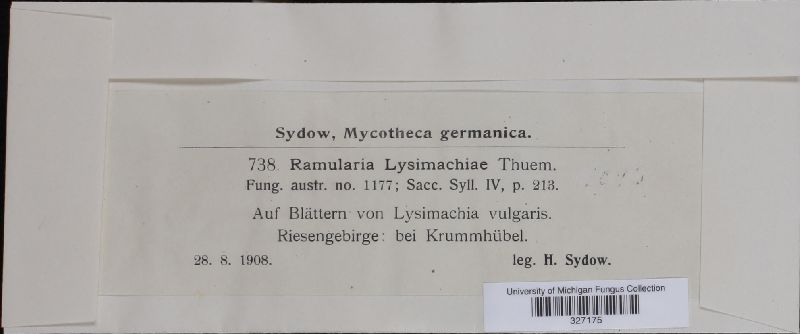 Sydow, Mycotheca germanica.
738. Ramularia Lysimachiae Thuem.
Fung. austr. no. 1177; Sacc. Syll. IV, p. 213.
Auf Blättern von Lysimachia vulgaris.
Riesengebirge: bei Krummhübel.
28. 8. 1908. leg. H. Sydow.
University of Michigan Fungus Collection
327175